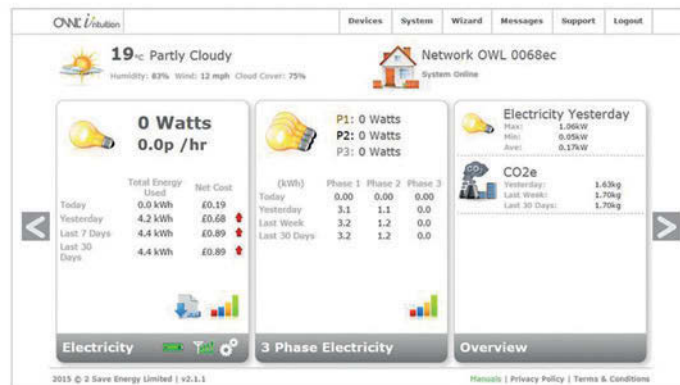 OWL intuition
Devices System Wizard Messages Support Logout
19°C Partly Cloudy
Humidity: 83% Wind: 12 mph Cloud Cover: 75%
Network OWL 0068ec
System Online
0 Watts
0.0p /hr
Total Energy Used Net Cost
Today 0.0 kWh £0.19
Yesterday 4.2 kWh £0.68
Last 7 Days 4.4 kWh £0.89
Last 30 Days 4.4 kWh £0.89
Electricity
P1: 0 Watts
P2: 0 Watts
P3: 0 Watts
(kWh) Phase 1 Phase 2 Phase 3
Today 0.00 0.00 0.00
Yesterday 3.1 1.1 0.0
Last Week 3.2 1.2 0.0
Last 30 Days 3.2 1.2 0.0
3 Phase Electricity
Electricity Yesterday
Max: 1.06kW
Min: 0.05kW
Ave: 0.17kW
CO2e
Yesterday: 1.63kg
Last Week: 1.70kg
Last 30 Days: 1.70kg
Overview
2015 © 2 Save Energy Limited | v2.1.1
Manuals | Privacy Policy | Terms & Conditions